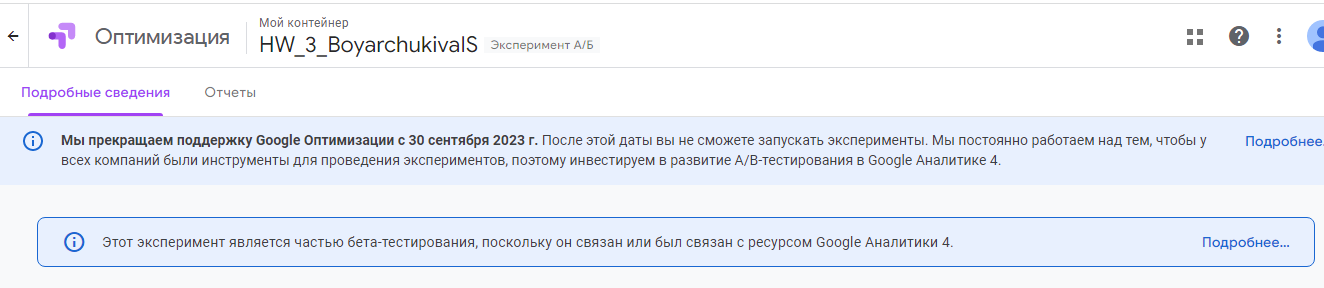 Мой контейнер
Оптимизация
HW_3_BoyarchukivaIS Эксперимент А/Б
Подробные сведения Отчеты
Мы прекращаем поддержку Google Оптимизации с 30 сентября 2023 г. После этой даты вы не сможете запускать эксперименты. Мы постоянно работаем над тем, чтобы у Подробнее.
всех компаний были инструменты для проведения экспериментов, поэтому инвестируем в развитие A/B-тестирования в Google Аналитике 4.
Этот эксперимент является частью бета-тестирования, поскольку он связан или был связан с ресурсом Google Аналитики 4. Подробнее...